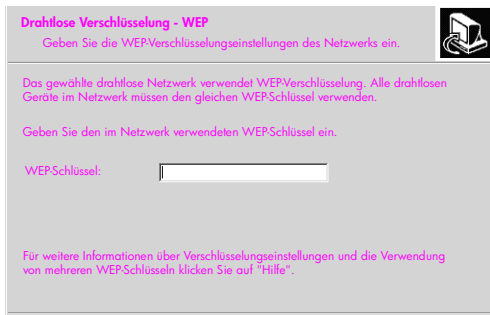 Drahtlose Verschlüsselung - WEP
Geben Sie die WEP-Verschlüsselungseinstellungen des Netzwerks ein.
Das gewählte drahtlose Netzwerk verwendet WEP-Verschlüsselung. Alle drahtlosen
Geräte im Netzwerk müssen den gleichen WEP-Schlüssel verwenden.
Geben Sie den im Netzwerk verwendeten WEP-Schlüssel ein.
WEP-Schlüssel:
Für weitere Informationen über Verschlüsselungseinstellungen und die Verwendung
von mehreren WEP-Schlüsseln klicken Sie auf "Hilfe".